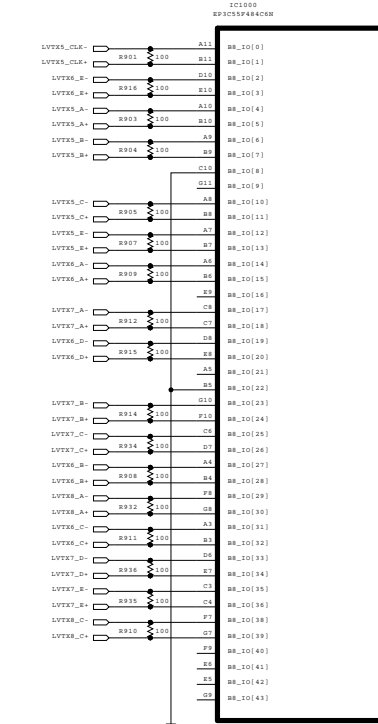 IC1000
EP3C55F484C6N
LVTX5_CLK- A11 B8_IO[0]
R901 100
LVTX5_CLK+ B11 B8_IO[1]
LVTX6_E- D10 B8_IO[2]
R916 100
LVTX6_E+ E10 B8_IO[3]
LVTX5_A- A10 B8_IO[4]
R903 100
LVTX5_A+ B10 B8_IO[5]
LVTX5_B- A9 B8_IO[6]
R904 100
LVTX5_B+ B9 B8_IO[7]
C10 B8_IO[8]
G11 B8_IO[9]
LVTX5_C- A8 B8_IO[10]
R905 100
LVTX5_C+ B8 B8_IO[11]
LVTX5_E- A7 B8_IO[12]
R907 100
LVTX5_E+ B7 B8_IO[13]
LVTX6_A- A6 B8_IO[14]
R909 100
LVTX6_A+ B6 B8_IO[15]
E9 B8_IO[16]
LVTX7_A- C8 B8_IO[17]
R912 100
LVTX7_A+ C7 B8_IO[18]
LVTX6_D- D8 B8_IO[19]
R915 100
LVTX6_D+ E8 B8_IO[20]
A5 B8_IO[21]
B5 B8_IO[22]
LVTX7_B- G10 B8_IO[23]
R914 100
LVTX7_B+ F10 B8_IO[24]
LVTX7_C- C6 B8_IO[25]
R934 100
LVTX7_C+ D7 B8_IO[26]
LVTX6_B- A4 B8_IO[27]
R908 100
LVTX6_B+ B4 B8_IO[28]
LVTX8_A- F8 B8_IO[29]
R932 100
LVTX8_A+ G8 B8_IO[30]
LVTX6_C- A3 B8_IO[31]
R911 100
LVTX6_C+ B3 B8_IO[32]
LVTX7_D- D6 B8_IO[33]
R936 100
LVTX7_D+ E7 B8_IO[34]
LVTX7_E- C3 B8_IO[35]
R935 100
LVTX7_E+ C4 B8_IO[36]
LVTX8_C- F7 B8_IO[38]
R910 100
LVTX8_C+ G7 B8_IO[39]
F9 B8_IO[40]
E6 B8_IO[41]
E5 B8_IO[42]
G9 B8_IO[43]